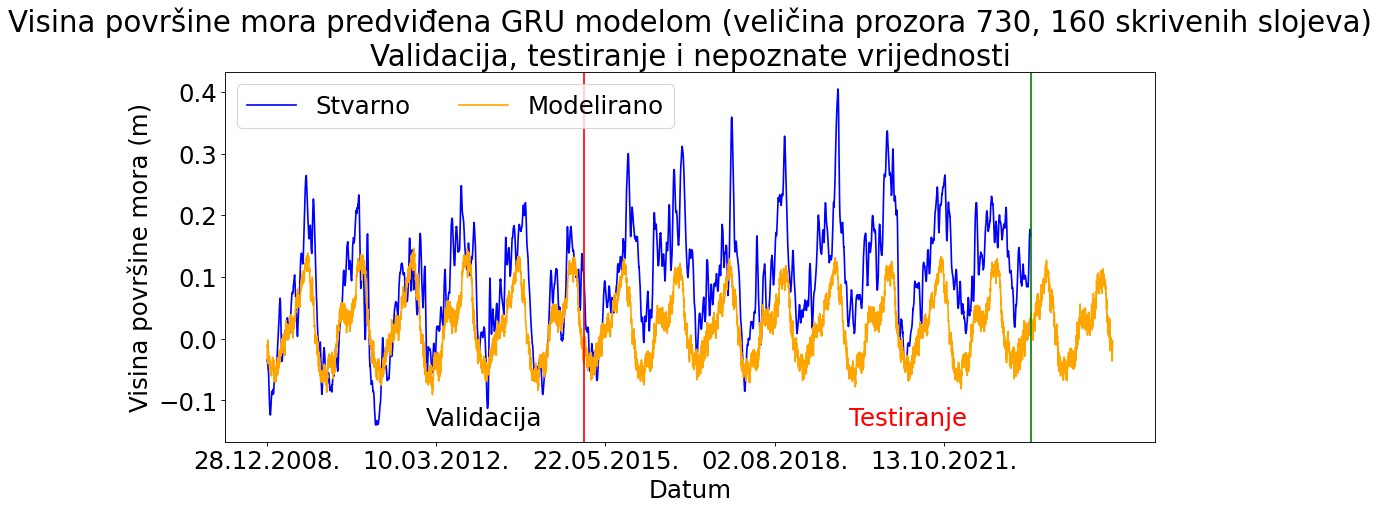 Visina površine mora predviđena GRU modelom (veličina prozora 730, 160 skrivenih slojeva)
Validacija, testiranje i nepoznate vrijednosti
Stvarno
Modelirano
Visina površine mora (m)
0.4
0.3
0.2
0.1
0.0
−0.1
Validacija
Testiranje
28.12.2008.
10.03.2012.
22.05.2015.
02.08.2018.
13.10.2021.
Datum